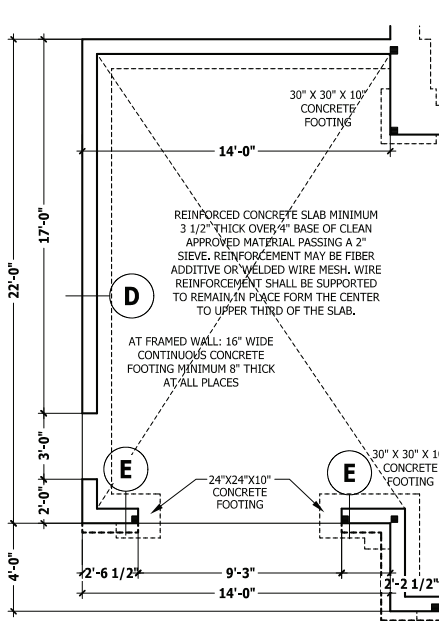 30" X 30" X 10"
CONCRETE
FOOTING
14'-0"
REINFORCED CONCRETE SLAB MINIMUM
3 1/2" THICK OVER 4" BASE OF CLEAN
APPROVED MATERIAL PASSING A 2"
SIEVE. REINFORCEMENT MAY BE FIBER
ADDITIVE OR WELDED WIRE MESH. WIRE
REINFORCEMENT SHALL BE SUPPORTED
TO REMAIN IN PLACE FORM THE CENTER
TO UPPER THIRD OF THE SLAB.
17'-0"
22'-0"
D
AT FRAMED WALL: 16" WIDE
CONTINUOUS CONCRETE
FOOTING MINIMUM 8" THICK
AT ALL PLACES
3'-0"
2'-0"
4'-0"
E
24"X24"X10"
CONCRETE
FOOTING
E
30" X 30" X 10
CONCRETE
FOOTING
2'-6 1/2"
9'-3"
2'-2 1/2"
14'-0"